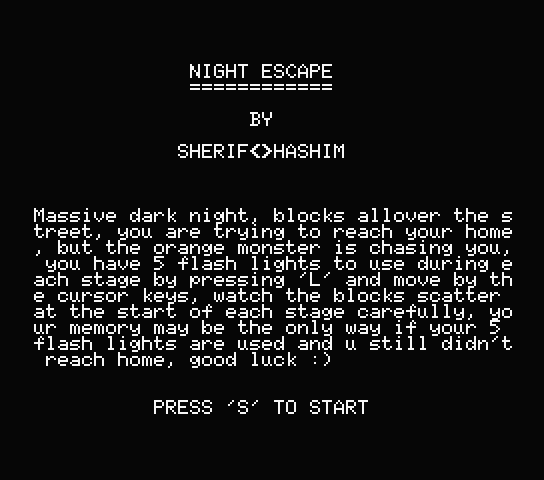 NIGHT ESCAPE
============
BY
SHERIF<>HASHIM
Massive dark night, blocks allover the s
treet, you are trying to reach your home
, but the orange monster is chasing you,
you have 5 flash lights to use during e
ach stage by pressing 'L' and move by th
e cursor keys, watch the blocks scatter
at the start of each stage carefully, yo
ur memory may be the only way if your 5
flash lights are used and u still didn't
reach home, good luck :)
PRESS 'S' TO START